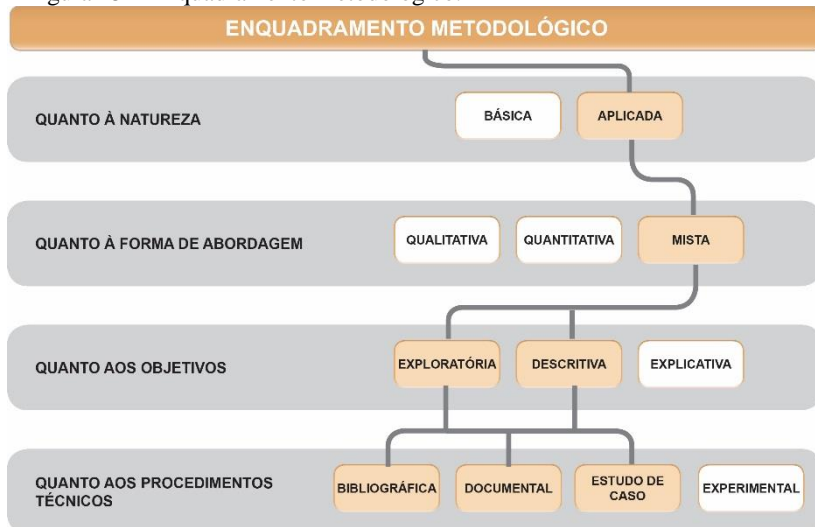 ENQUADRAMENTO METODOLÓGICO
QUANTO À NATUREZA
BÁSICA
APLICADA
QUANTO À FORMA DE ABORDAGEM
QUALITATIVA
QUANTITATIVA
MISTA
QUANTO AOS OBJETIVOS
EXPLORATÓRIA
DESCRITIVA
EXPLICATIVA
QUANTO AOS PROCEDIMENTOS
TÉCNICOS
BIBLIOGRÁFICA
DOCUMENTAL
ESTUDO DE
CASO
EXPERIMENTAL